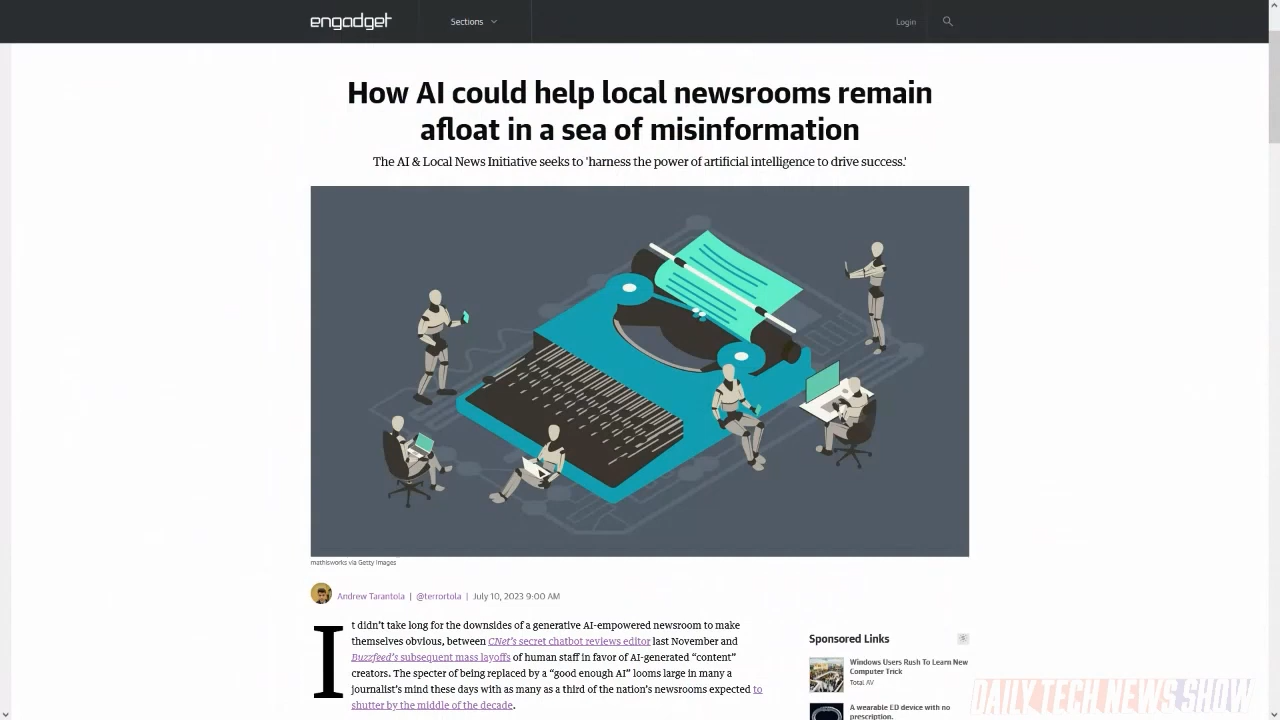 engadget
Sections
Login
How AI could help local newsrooms remain
afloat in a sea of misinformation
The AI & Local News Initiative seeks to 'harness the power of artificial intelligence to drive success.'
mathisworks via Getty Images
Andrew Tarantola | @terrortola | July 10, 2023 9:00 AM
It didn't take long for the downsides of a generative AI-empowered newsroom to make
themselves obvious, between CNet's secret chatbot reviews editor last November and
Buzzfeed's subsequent mass layoffs of human staff in favor of AI-generated “content”
creators. The specter of being replaced by a “good enough AI” looms large in many a
journalist's mind these days with as many as a third of the nation's newsrooms expected to
shutter by the middle of the decade.
Sponsored Links
Windows Users Rush To Learn New
Computer Trick
Total AV
A wearable ED device with no
prescription.
DAILY TECH NEWS SHOW